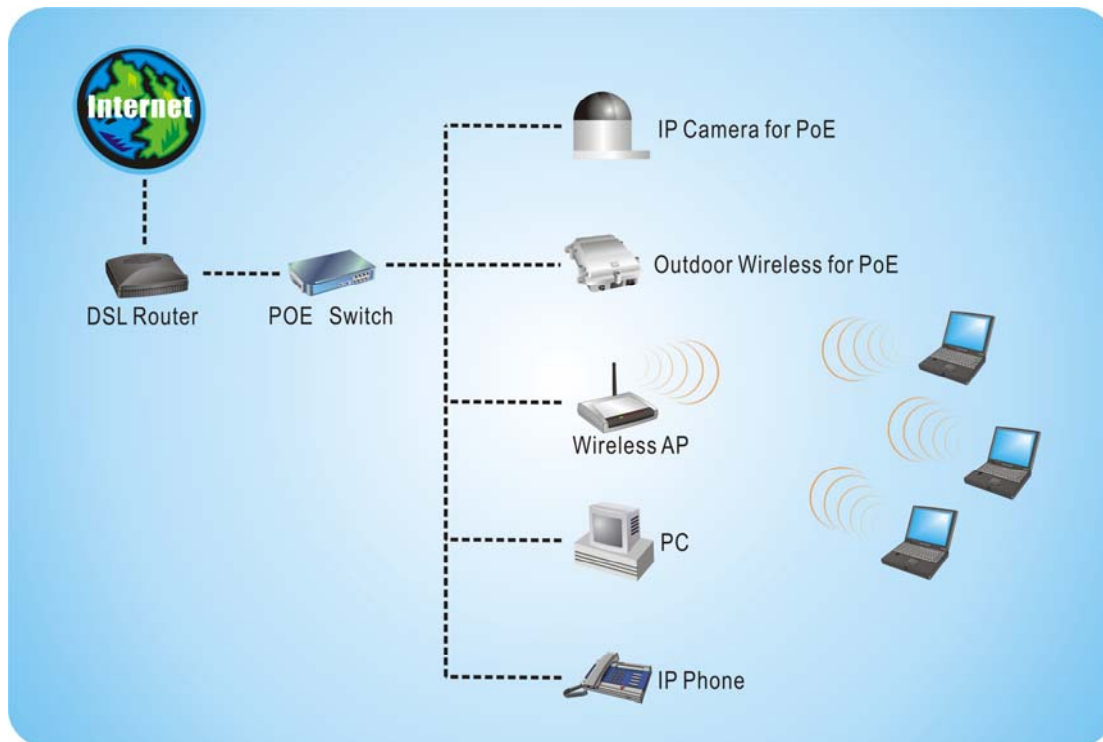 Internet
IP Camera for PoE
Outdoor Wireless for PoE
DSL Router
POE Switch
Wireless AP
PC
IP Phone